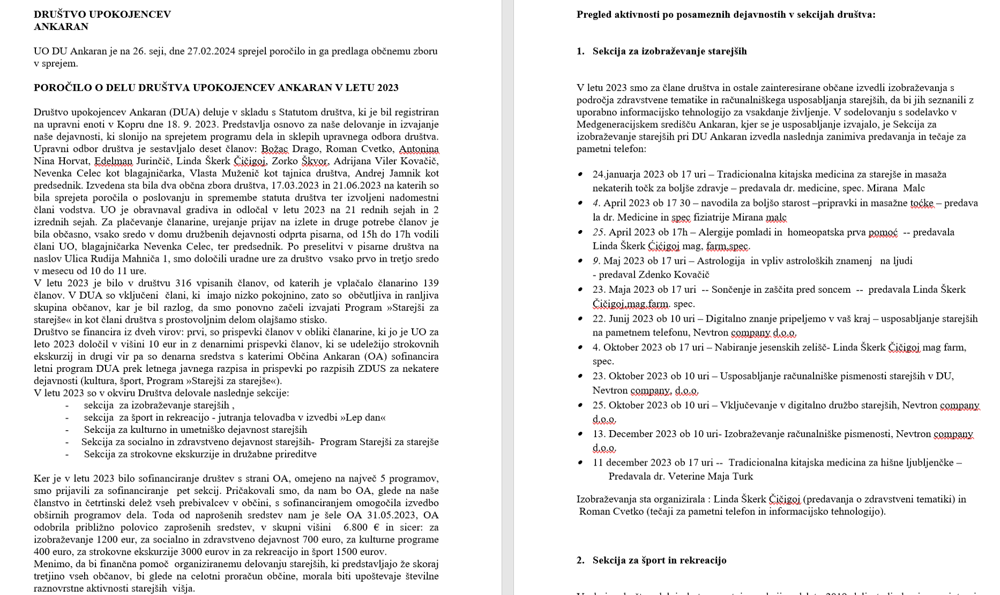 DRUŠTVO UPOKOJENCEV
ANKARAN
UO DU Ankaran je na 26. seji, dne 27.02.2024 sprejel poročilo in ga predlaga občnemu zboru
v sprejem.
POROČILO O DELU DRUŠTVA UPOKOJENCEV ANKARAN V LETU 2023
Društvo upokojencev Ankaran (DUA) deluje v skladu s Statutom društva, ki je bil registriran
na upravni enoti v Kopru dne 18. 9. 2023. Predstavlja osnovo za naše delovanje in izvajanje
naše dejavnosti, ki slonijo na sprejetem programu dela in sklepih upravnega odbora društva.
Upravni odbor društva je sestavljalo deset članov: Božac Drago, Roman Cvetko, Antonina
Nina Horvat, Edelman Jurinčič, Linda Škerk Čičigoj, Zorko Škvor, Adrijana Viler Kovačič,
Nevenka Celec kot blagajničarka, Vlasta Muženič kot tajnica društva, Andrej Jamnik kot
predsednik. Izvedena sta bila dva občna zbora društva, 17.03.2023 in 21.06.2023 na katerih so
bila sprejeta poročila o poslovanju in spremembe statuta društva ter izvoljeni nadomestni
člani vodstva. UO je obravnaval gradiva in odločal v letu 2023 na 21 rednih sejah in 2
izrednih sejah. Za plačevanje članarine, urejanje prijav na izlete in druge potrebe članov je
bila občasno, vsako sredo v domu družbenih dejavnosti odprta pisarna, od 15h do 17h vodili
člani UO, blagajničarka Nevenka Celec, ter predsednik. Po preselitvi v pisarne društva na
naslov Ulica Rudija Mahniča 1, smo določili uradne ure za društvo vsako prvo in tretjo sredo
v mesecu od 10 do 11 ure.
V letu 2023 je bilo v društvu 316 vpisanih članov, od katerih je vplačalo članarino 139
članov. V DUA so vključeni člani, ki imajo nizko pokojnino, zato so občutljiva in ranljiva
skupina občanov, kar je bil razlog, da smo ponovno začeli izvajati Program »Starejši za
starejše« in kot člani društva s prostovoljnim delom olajšamo stisko.
Društvo se financira iz dveh virov: prvi, so prispevki članov v obliki članarine, ki jo je UO za
leto 2023 določil v višini 10 eur in z denarnimi prispevki članov, ki se udeležijo strokovnih
ekskurzij in drugi vir pa so denarna sredstva s katerimi Občina Ankaran (OA) sofinancira
letni program DUA prek letnega javnega razpisa in prispevki po razpisih ZDUS za nekatere
dejavnosti (kultura, šport, Program »Starejši za starejše«).
V letu 2023 so v okviru Društva delovale naslednje sekcije:
- sekcija za izobraževanje starejših ,
- sekcija za šport in rekreacijo - jutranja telovadba v izvedbi »Lep dan«
- Sekcija za kulturno in umetniško dejavnost starejših
- Sekcija za socialno in zdravstveno dejavnost starejših- Program Starejši za starejše
- Sekcija za strokovne ekskurzije in družabne prireditve
Ker je v letu 2023 bilo sofinanciranje društev s strani OA, omejeno na največ 5 programov,
smo prijavili za sofinanciranje pet sekcij. Pričakovali smo, da nam bo OA, glede na naše
članstvo in četrtinski delež vseh prebivalcev v občini, s sofinanciranjem omogočila izvedbo
obširnih programov dela. Toda od naprošenih sredstev nam je šele OA 31.05.2023, OA
odobrila približno polovico zaprošenih sredstev, v skupni višini 6.800 € in sicer: za
izobraževanje 1200 eur, za socialno in zdravstveno dejavnost 700 euro, za kulturne programe
400 euro, za strokovne ekskurzije 3000 eurov in za rekreacijo in šport 1500 eurov.
Menimo, da bi finančna pomoč organiziranemu delovanju starejših, ki predstavljajo že skoraj
tretjino vseh občanov, bi glede na celotni proračun občine, morala biti upoštevaje številne
raznovrstne aktivnosti starejših višja.
Pregled aktivnosti po posameznih dejavnostih v sekcijah društva:
1. Sekcija za izobraževanje starejših
V letu 2023 smo za člane društva in ostale zainteresirane občane izvedli izobraževanja s
področja zdravstvene tematike in računalniškega usposabljanja starejših, da bi jih seznanili z
uporabno informacijsko tehnologijo za vsakdanje življenje. V sodelovanju s sodelavko v
Medgeneracijskem središču Ankaran, kjer se je usposabljanje izvajalo, je Sekcija za
izobraževanje starejših pri DU Ankaran izvedla naslednja zanimiva predavanja in tečaje za
pametni telefon:
• 24.januarja 2023 ob 17 uri – Tradicionalna kitajska medicina za starejše in masaža
nekaterih točk za boljše zdravje – predavala dr. medicine, spec. Mirana Malc
• 4. April 2023 ob 17 30 – navodila za boljšo starost –pripravki in masažne toćke – predava
la dr. Medicine in spec fiziatrije Mirana malc
• 25. April 2023 ob 17h – Alergije pomladi in homeopatska prva pomoć -- predavala
Linda Škerk Ćićigoj mag, farm.spec.
• 9. Maj 2023 ob 17 uri – Astrologija in vpliv astroloških znamenj na ljudi
- predaval Zdenko Kovačič
• 23. Maja 2023 ob 17 uri -- Sončenje in zaščita pred soncem -- predavala Linda Škerk
Čičigoj,mag.farm. spec.
• 22. Junij 2023 ob 10 uri – Digitalno znanje pripeljemo v vaš kraj – usposabljanje starejših
na pametnem telefonu, Nevtron company d.o.o.
• 4. Oktober 2023 ob 17 uri – Nabiranje jesenskih zelišč- Linda Škerk Čičigoj mag farm,
spec.
• 23. Oktober 2023 ob 10 uri – Usposabljanje računalniške pismenosti starejših v DU,
Nevtron company, d.o.o.
• 25. Oktober 2023 ob 10 uri – Vključevanje v digitalno družbo starejših, Nevtron company
d.o.o.
• 13. December 2023 ob 10 uri- Izobraževanje računalniške pismenosti, Nevtron company
d.o.o.
• 11 december 2023 ob 17 uri -- Tradicionalna kitajska medicina za hišne ljubljenčke –
Predavala dr. Veterine Maja Turk
Izobraževanja sta organizirala : Linda Škerk Čičigoj (predavanja o zdravstveni tematiki) in
Roman Cvetko (tečaji za pametni telefon in informacijsko tehnologijo).
2. Sekcija za šport in rekreacijo